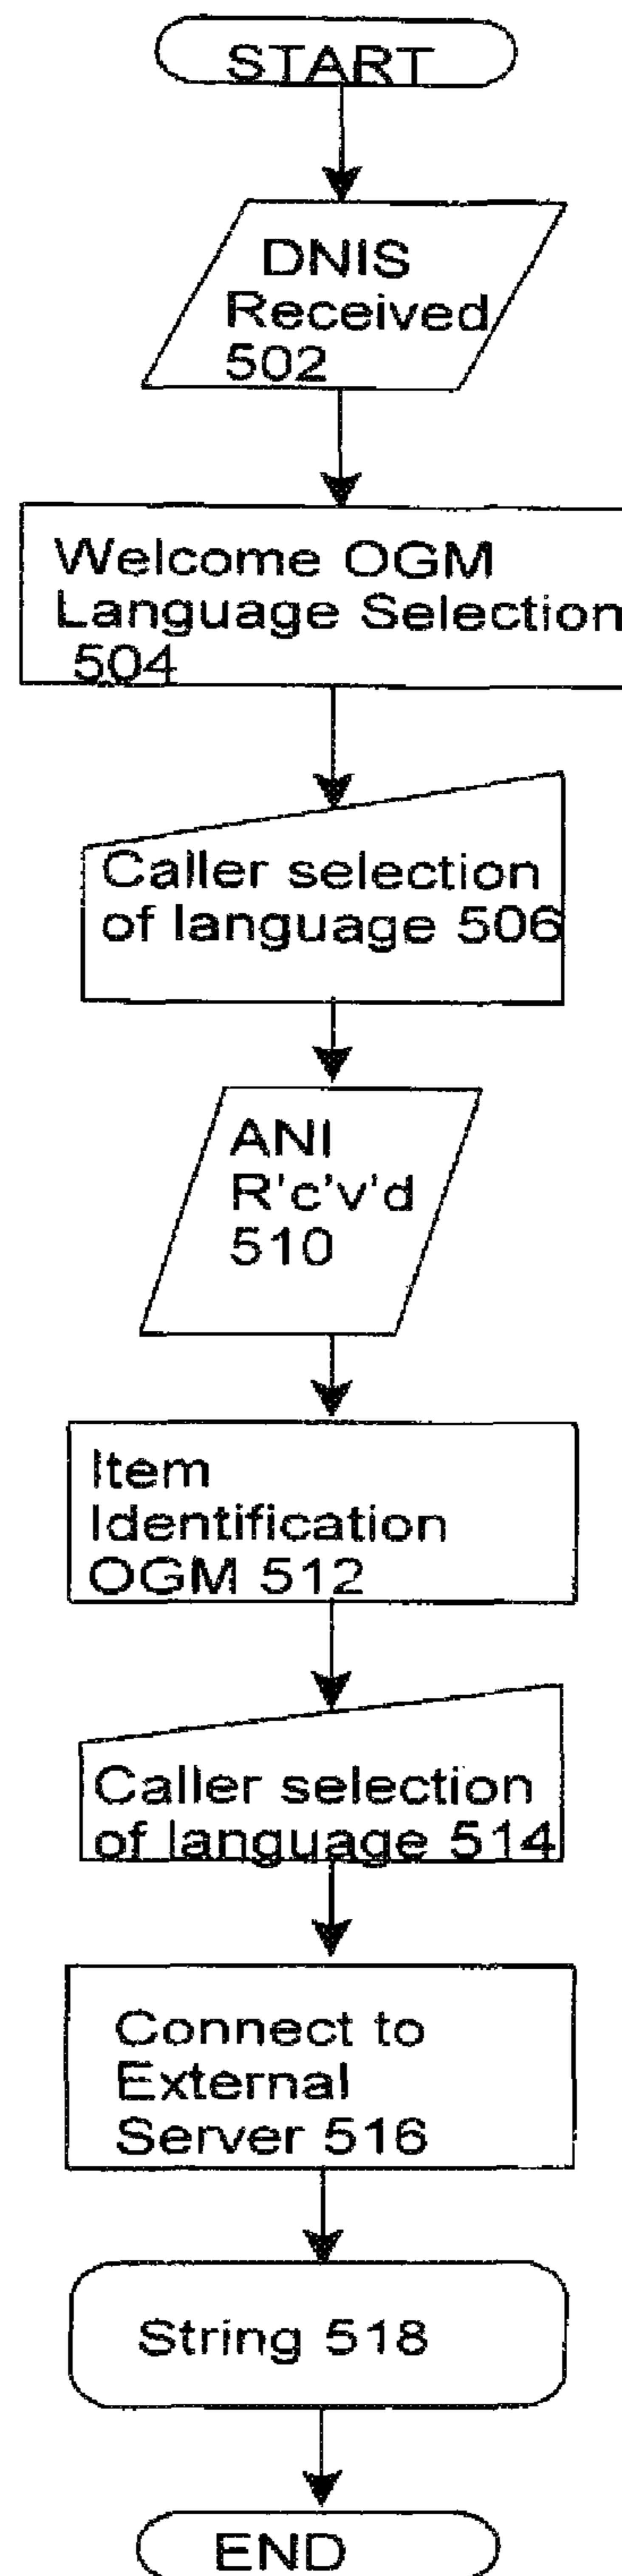 START
DNIS
Received
502
Welcome OGM
Language Selection
504
Caller selection
of language 506
ANI
R'c'v'd
510
Item
Identification
OGM 512
Caller selection
of language 514
Connect to
External
Server 516
String 518
END